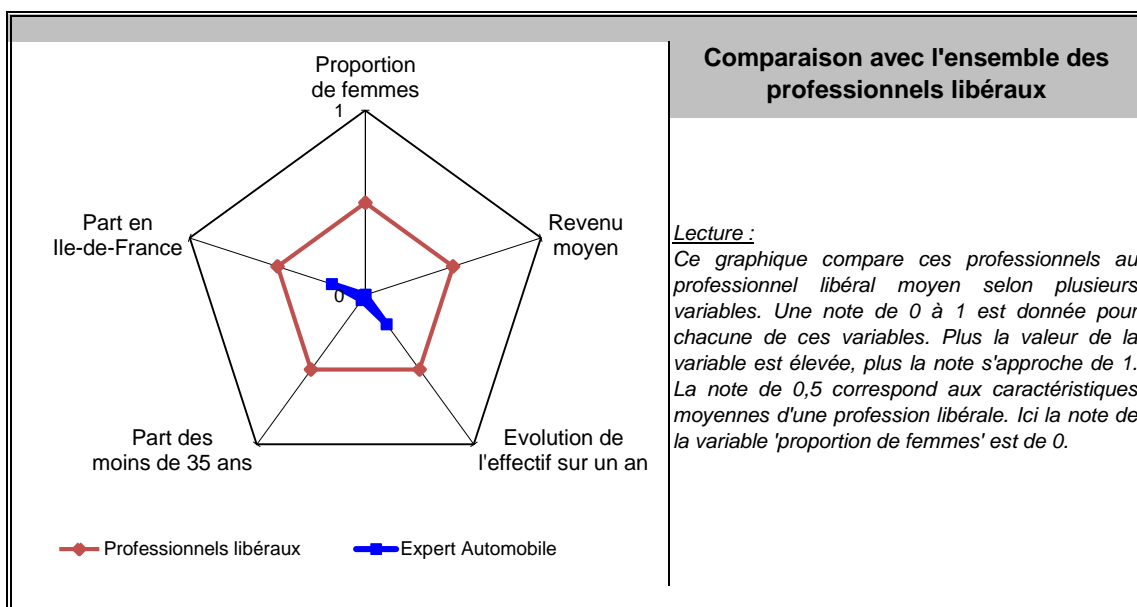 Comparaison avec l'ensemble des
professionnels libéraux
Proportion
de femmes
1
Part en
Ile-de-France
Revenu
moyen
0
Part des
moins de 35 ans
Evolution de
l'effectif sur un an
Professionnels libéraux
Expert Automobile
Lecture :
Ce graphique compare ces professionnels au
professionnel libéral moyen selon plusieurs
variables. Une note de 0 à 1 est donnée pour
chacune de ces variables. Plus la valeur de la
variable est élevée, plus la note s'approche de 1.
La note de 0,5 correspond aux caractéristiques
moyennes d'une profession libérale. Ici la note de
la variable 'proportion de femmes' est de 0.